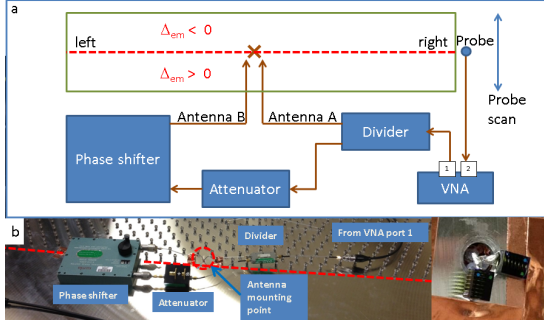 a
Δem < 0
left
right
Probe
Δem > 0
Probe
scan
Antenna B
Antenna A
Divider
Phase shifter
Attenuator
1
2
VNA
b
Divider
From VNA port 1
Phase shifter
Attenuator
Antenna
mounting
point